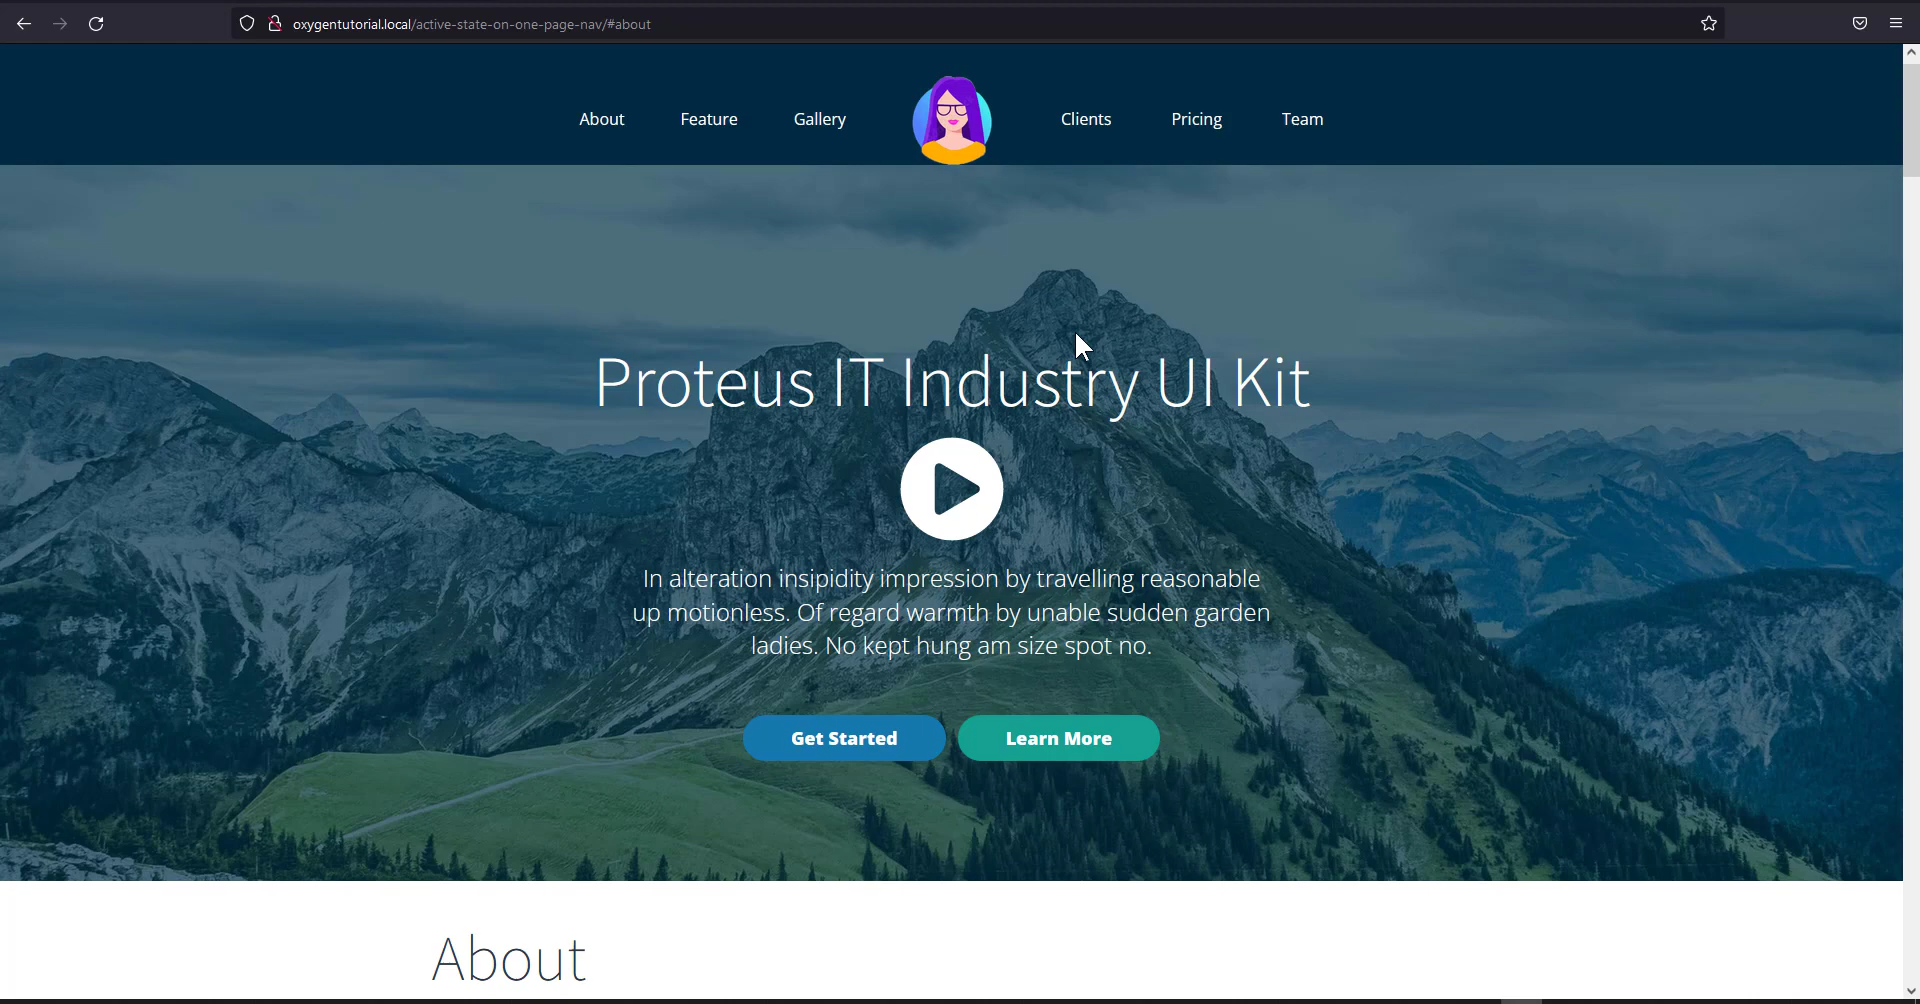 oxygentutorial.local/active-state-on-one-page-nav/#about
About Feature Gallery Clients Pricing Team
Proteus IT Industry UI Kit
In alteration insipidity impression by travelling reasonable
up motionless. Of regard warmth by unable sudden garden
ladies. No kept hung am size spot no.
Get Started Learn More
About